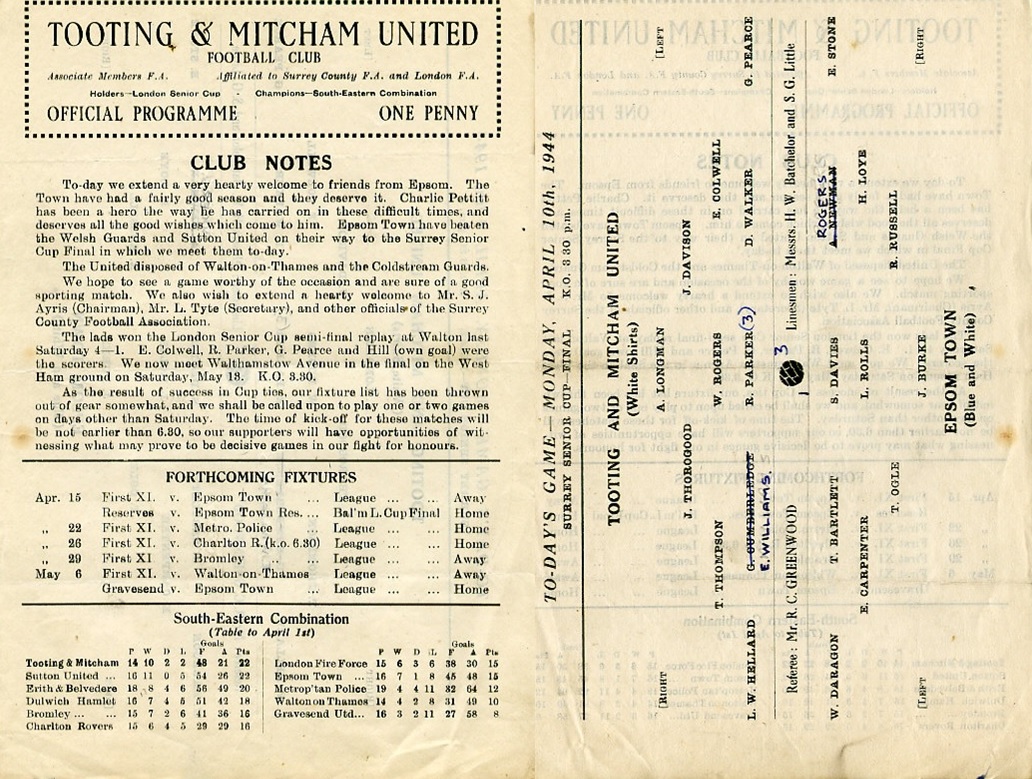 TOOTING & MITCHAM UNITED
FOOTBALL CLUB
Associate Members F.A. Affiliated to Surrey County F.A. and London F.A.
Holders—London Senior Cup . Champions—South-Eastern Combination
OFFICIAL PROGRAMME ONE PENNY
CLUB NOTES
To-day we extend a very hearty welcome to friends from Epsom. The
Town have had a fairly good season and they deserve it. Charlie Pettitt
has been a hero the way he has carried on in these difficult times, and
deserves all the good wishes which come to him. Epsom Town have beaten
the Welsh Guards and Sutton United on their way to the Surrey Senior
Cup Final in which we meet them to-day.
The United disposed of Walton-on-Thames and the Coldstream Guards.
We hope to see a game worthy of the occasion and are sure of a good
sporting match. We also wish to extend a hearty welcome to Mr. S. J.
Ayris (Chairman), Mr. L. Tyte (Secretary), and other officials of the Surrey
County Football Association.
The lads won the London Senior Cup semi-final replay at Walton last
Saturday 4—1. E. Colwell, R. Parker, G. Pearce and Hill (own goal) were
the scorers. We now meet Walthamstow Avenue in the final on the West
Ham ground on Saturday, May 13. K.O. 3.30.
As the result of success in Cup ties, our fixture list has been thrown
out of gear somewhat, and we shall be called upon to play one or two games
on days other than Saturday. The time of kick-off for these matches will
be not earlier than 6.30, so our supporters will have opportunities of wit-
nessing what may prove to be decisive games in our fight for honours.
FORTHCOMING FIXTURES
Apr. 15 First XI. v. Epsom Town ... League ... ... Away
Reserves v. Epsom Town Res. ... Bal'm L. Cup Final Home
„ 22 First XI. v. Metro. Police League ... ... Home
„ 26 First XI. v. Charlton R. (k.o. 6.30) League ... ... Home
„ 29 First XI v. Bromley ... ... League ... ... Away
May 6 First XI. v. Walton-on-Thames League ... ... Away
Gravesend v. Epsom Town ... League ... ... Home
South-Eastern Combination
(Table to April 1st)
Goals
P W D L F A Pts
Tooting & Mitcham 14 10 2 2 48 21 22
Sutton United ... 16 11 0 5 54 26 22
Erith & Belvedere 18 8 4 6 56 49 20
Dulwich Hamlet 16 7 4 5 51 42 18
Bromley ... ... 15 7 2 6 41 36 16
Charlton Rovers 15 6 4 5 29 29 16
Goals
P W D L F A Pts
London Fire Force 15 6 3 6 38 30 15
Epsom Town ... 16 7 1 8 45 48 15
Metrop'tan Police 19 4 4 11 32 64 12
Walton on Thames 14 4 2 8 31 49 10
Gravesend Utd... 16 3 2 11 27 58 8
TO-DAY'S GAME—MONDAY, APRIL 10th, 1944
SURREY SENIOR CUP—FINAL K.O. 3 30 p.m.
TOOTING AND MITCHAM UNITED
(White Shirts)
[RIGHT [LEFT
A. LONGMAN
J. THOROGOOD J. DAVISON
T. THOMPSON W. ROGERS E. COLWELL
L. W. HELLARD G. CUMBERLEDGE R. PARKER (3) D. WALKER G. PEARCE
E. WILLIAMS.
3
Referee: Mr. R. C. GREENWOOD 1 Linesmen: Messrs. H. W. Batchelor and S. G. Little
ROGERS
W. DARAGON T. BARTLETT S. DAVIES A. NEWMAN E. STONE
E. CARPENTER L. ROLLS H. LOYE
T. OGLE R. RUSSELL
J. BURKE
[LEFT [RIGHT
EPSOM TOWN
(Blue and White)